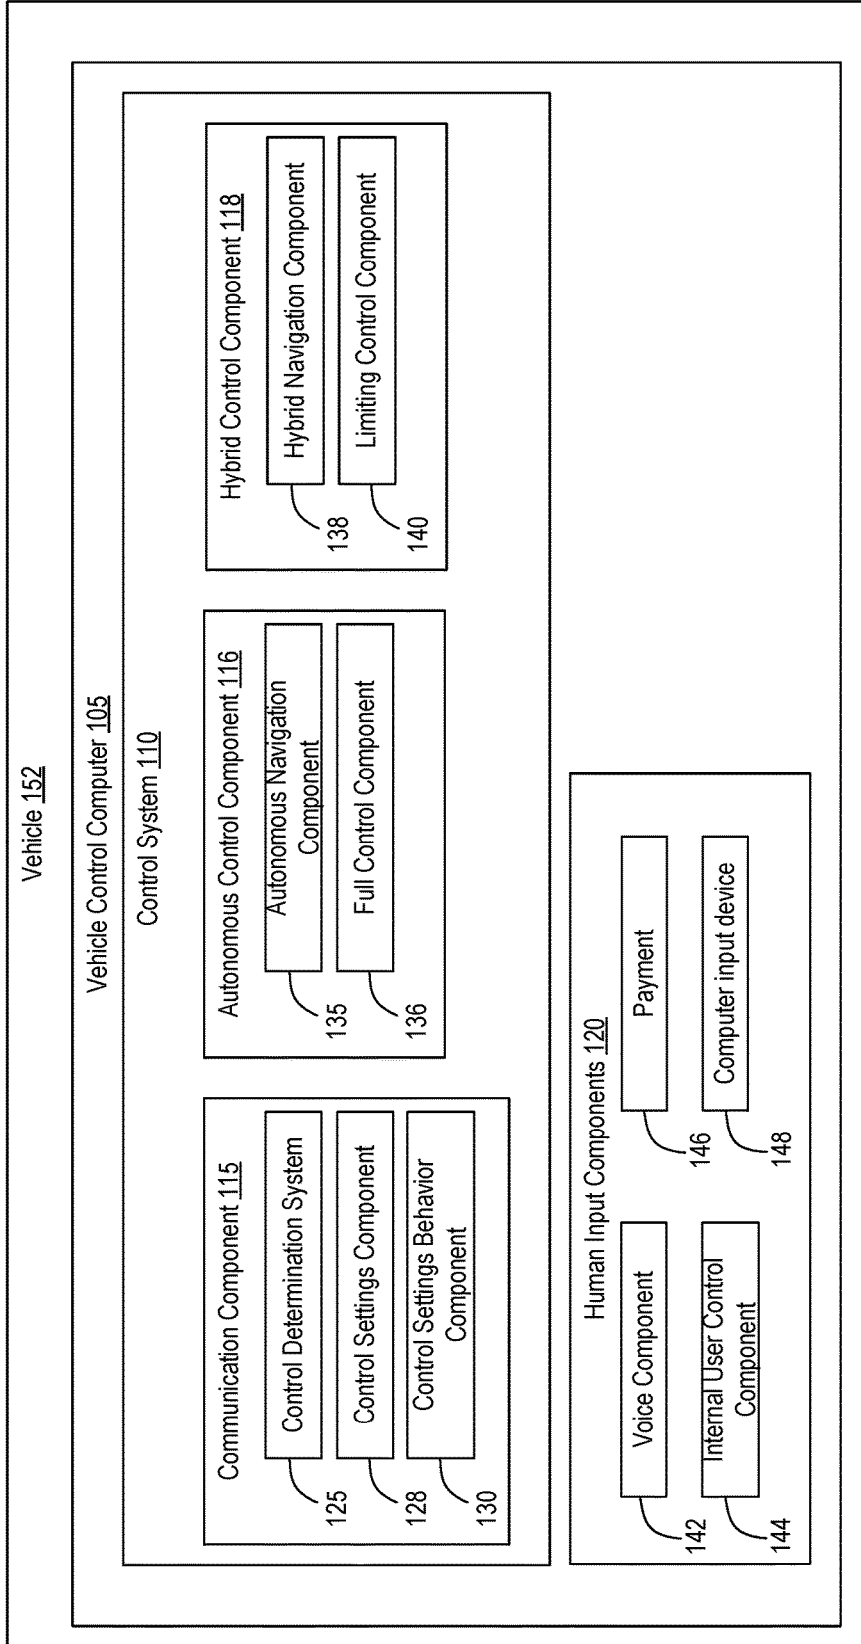 Vehicle 152
Vehicle Control Computer 105
Control System 110
Communication Component 115
Control Determination System
125
Control Settings Component
128
Control Settings Behavior
Component
130
Autonomous Control Component 116
Autonomous Navigation
Component
135
Full Control Component
136
Hybrid Control Component 118
Hybrid Navigation Component
138
Limiting Control Component
140
Human Input Components 120
Voice Component
142
Payment
146
Internal User Control
Component
144
Computer input device
148